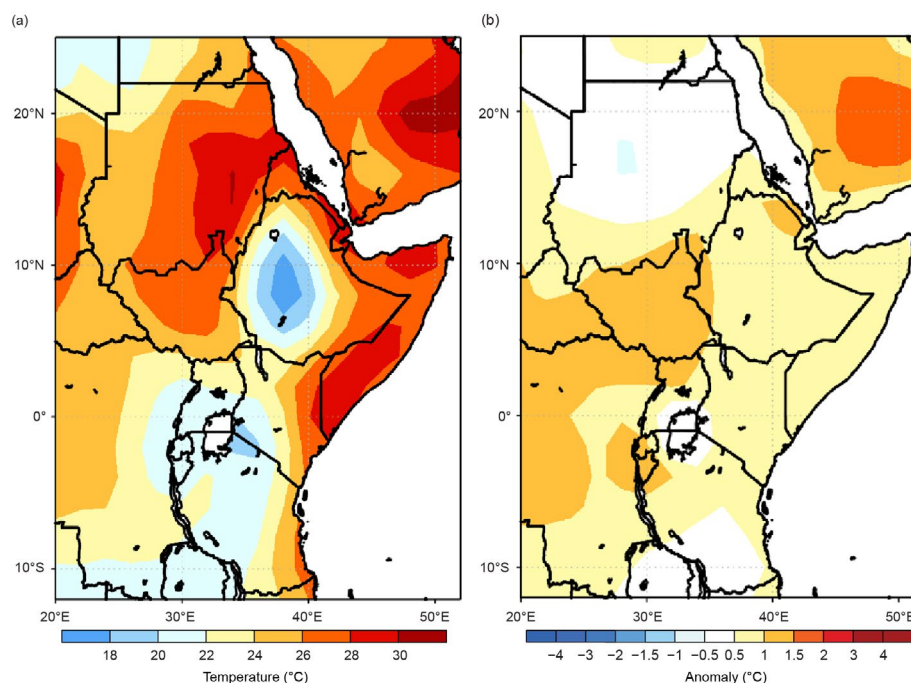 (a)
(b)
20°N
10°N
0°
10°S
20°E
30°E
40°E
50°E
18
20
22
24
26
28
30
Temperature (°C)
20°N
10°N
0°
10°S
20°E
30°E
40°E
50°E
−4
−3
−2
−1.5
−1
−0.5
0.5
1
1.5
2
3
4
Anomaly (°C)